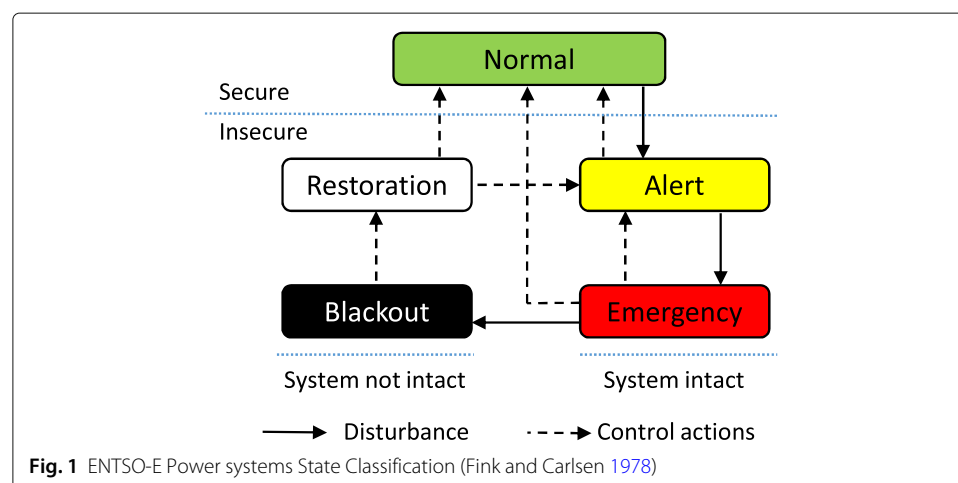 Normal
Secure
Insecure
Restoration
Alert
Blackout
Emergency
System not intact
System intact
Disturbance
Control actions
Fig. 1 ENTSO-E Power systems State Classification (Fink and Carlsen 1978)